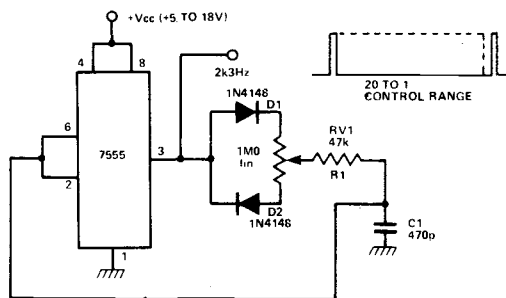 +Vcc (+5. TO 18V)
4
8
2k3Hz
20 TO 1
CONTROL RANGE
1N4148
D1
6
7555
3
1M0
lin
RV1
47k
R1
2
D2
1N4148
C1
470p
1